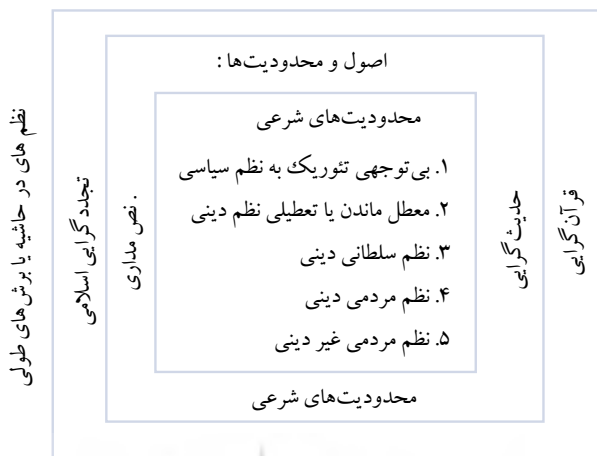 اصول و محدودیت‌ها :
محدودیت‌های شرعی
۱. بی‌توجهی تئوریک به نظم سیاسی
۲. معطل ماندن یا تعطیلی نظم دینی
۳. نظم سلطانی دینی
۴. نظم مردمی دینی
۵. نظم مردمی غیر دینی
محدودیت‌های شرعی
قرآن‌گرایی
حدیث‌گرایی
. نص مداری
تجددگرایی اسلامی
نظم های در حاشیه یا برش‌های طولی